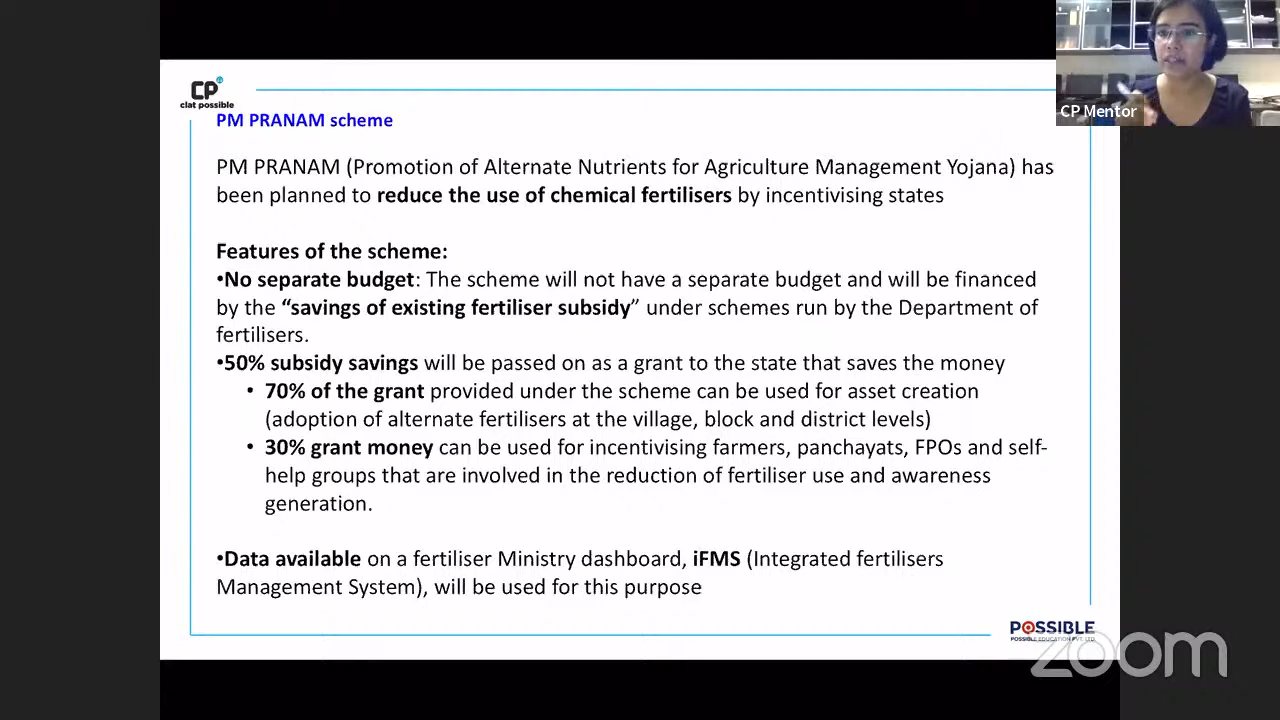 CP
clat possible
CP Mentor
PM PRANAM scheme
PM PRANAM (Promotion of Alternate Nutrients for Agriculture Management Yojana) has
been planned to reduce the use of chemical fertilisers by incentivising states
Features of the scheme:
•No separate budget: The scheme will not have a separate budget and will be financed
by the “savings of existing fertiliser subsidy” under schemes run by the Department of
fertilisers.
•50% subsidy savings will be passed on as a grant to the state that saves the money
• 70% of the grant provided under the scheme can be used for asset creation
(adoption of alternate fertilisers at the village, block and district levels)
• 30% grant money can be used for incentivising farmers, panchayats, FPOs and self-
help groups that are involved in the reduction of fertiliser use and awareness
generation.
•Data available on a fertiliser Ministry dashboard, iFMS (Integrated fertilisers
Management System), will be used for this purpose
POSSIBLE
POSSIBLE EDUCATION PVT. LTD.
zoom